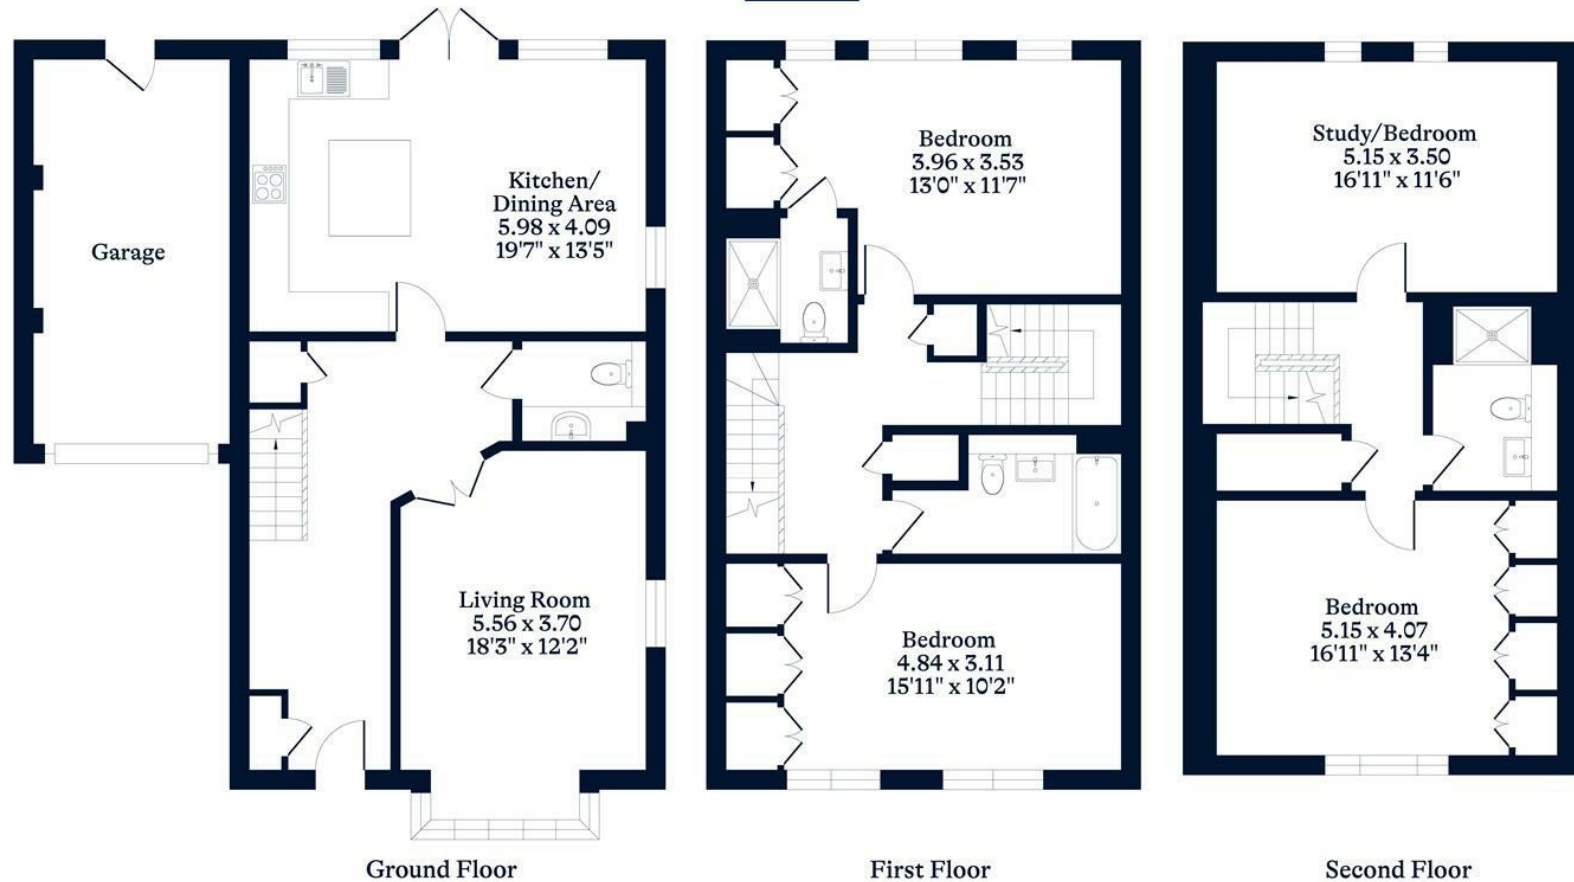 Garage
Kitchen/
Dining Area
5.98 x 4.09
19'7" x 13'5"
Living Room
5.56 x 3.70
18'3" x 12'2"
Ground Floor
Bedroom
3.96 x 3.53
13'0" x 11'7"
Bedroom
4.84 x 3.11
15'11" x 10'2"
First Floor
Study/Bedroom
5.15 x 3.50
16'11" x 11'6"
Bedroom
5.15 x 4.07
16'11" x 13'4"
Second Floor